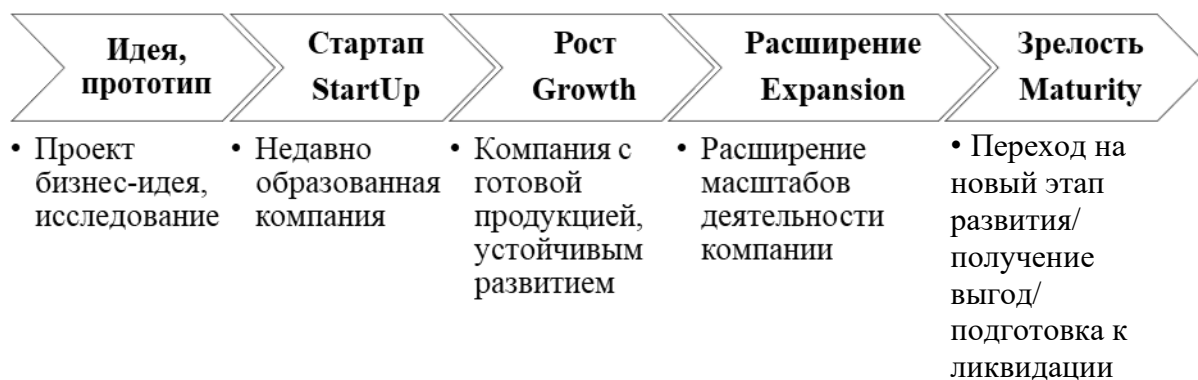 Идея,
прототип
Стартап
StartUp
Рост
Growth
Расширение
Expansion
Зрелость
Maturity
• Проект
бизнес-идея,
исследование
• Недавно
образованная
компания
• Компания с
готовой
продукцией,
устойчивым
развитием
• Расширение
масштабов
деятельности
компании
• Переход на
новый этап
развития/
получение
выгод/
подготовка к
ликвидации